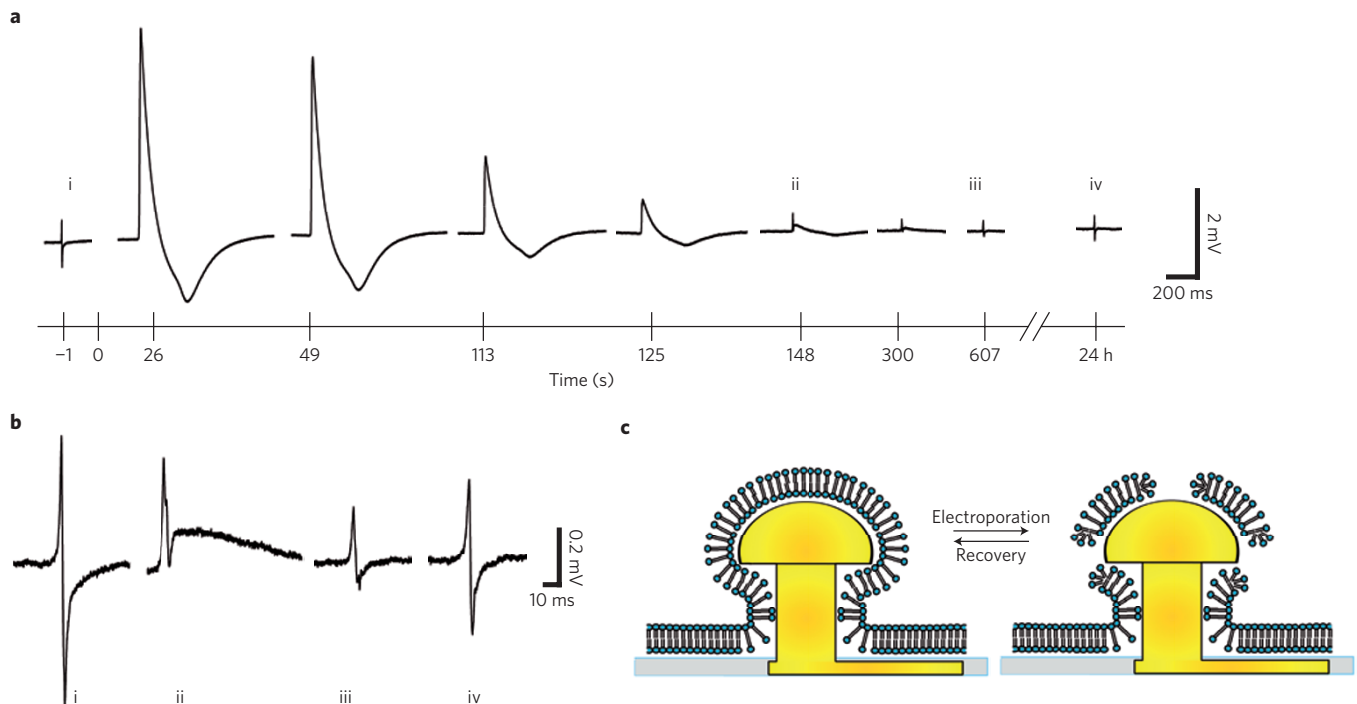 a
i
ii
iii
iv
2 mV
200 ms
−1 0 26 49 113 125 148 300 607 24 h
Time (s)
b
0.2 mV
10 ms
i ii iii iv
c
Electroporation
Recovery